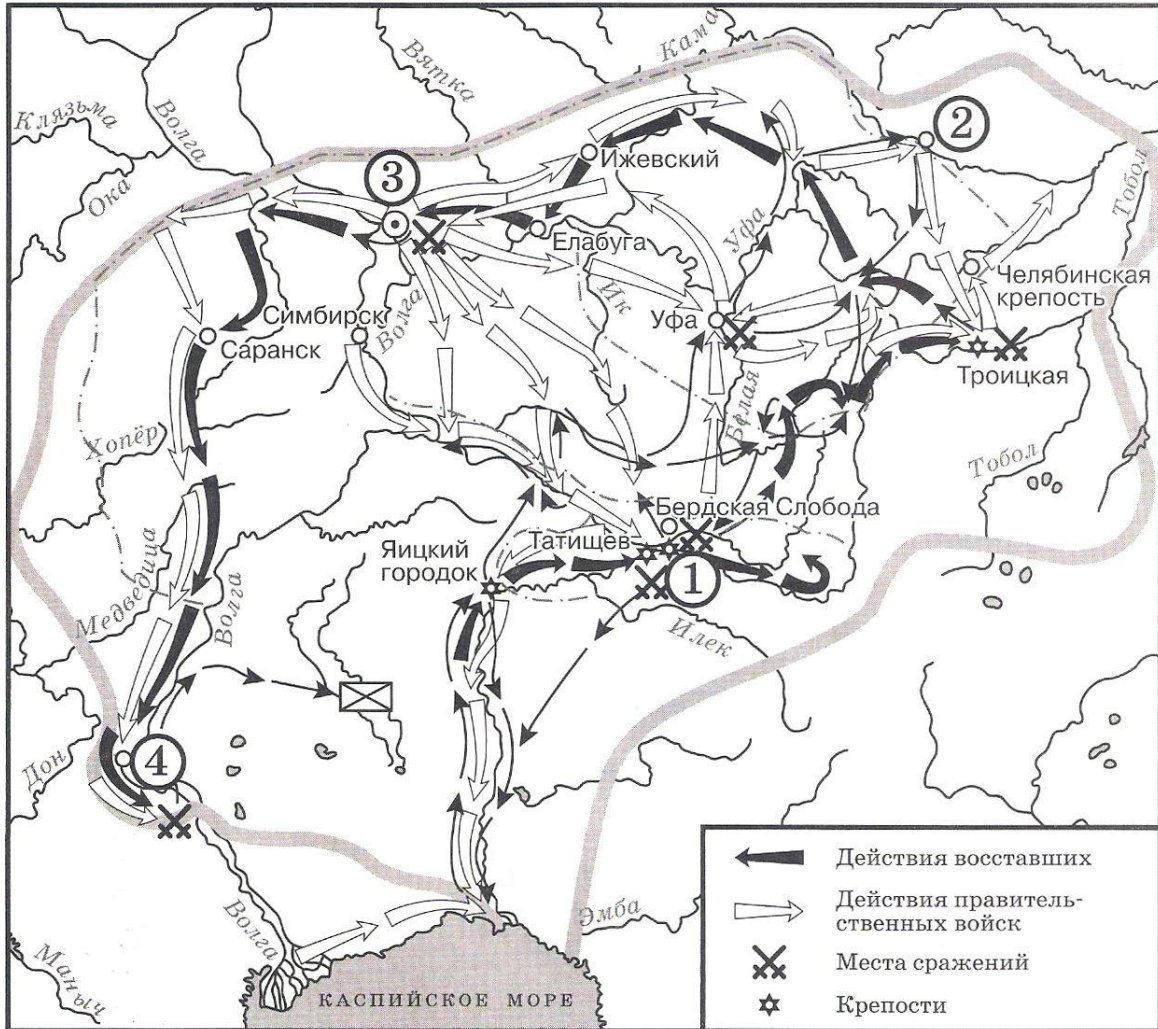 Клязьма
Волга
Вятка
Кама
Ока
2
Тобол
3
Ижевский
Елабуга
Уфа
Ик
Челябинская
крепость
Симбирск
Волга
Саранск
Уфа
Троицкая
Белая
Хопёр
Тобол
Бердская Слобода
Татищев
Яицкий
городок
1
Медведица
Волга
Илек
Дон
4
Волга
Эмба
Маныч
КАСПИЙСКОЕ МОРЕ
Действия восставших
Действия правитель-
ственных войск
Места сражений
Крепости